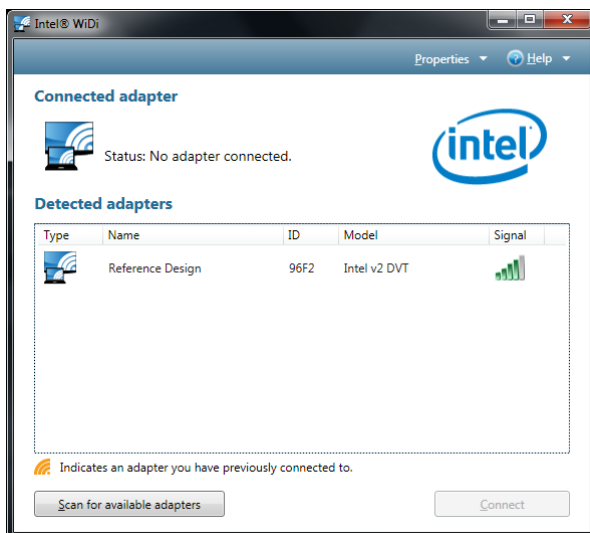 Intel® WiDi
Properties Help
Connected adapter
Status: No adapter connected.
intel
Detected adapters
Type Name ID Model Signal
Reference Design 96F2 Intel v2 DVT
Indicates an adapter you have previously connected to.
Scan for available adapters Connect